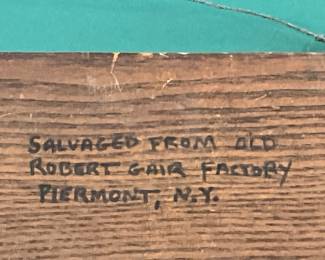 SALVAGED FROM OLD
ROBERT GAIR FACTORY
PIERMONT, N.Y.